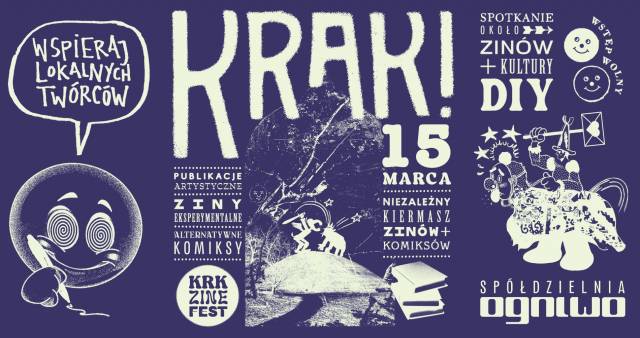 WSPIERAJ
LOKALNYCH
TWÓRCÓW
KRAK!
15
MARCA
PUBLIKACJE
ARTYSTYCZNE
ZINY
EKSPERYMENTALNE
ALTERNATYWNE
KOMIKSY
KRK
ZINE
FEST
NIEZALEŻNY
KIERMASZ
ZINÓW+
KOMIKSÓW
SPOTKANIE
OKOŁO
ZINÓW
+ KULTURY
DIY
WSTĘP WOLNY
SPÓŁDZIELNIA
ogniwo